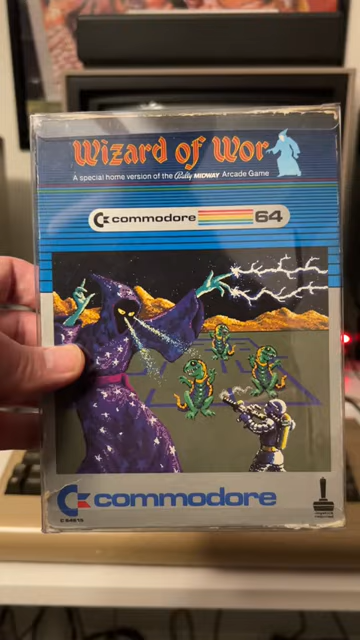 Wizard of Wor
A special home version of the Bally MIDWAY Arcade Game
commodore 64
commodore